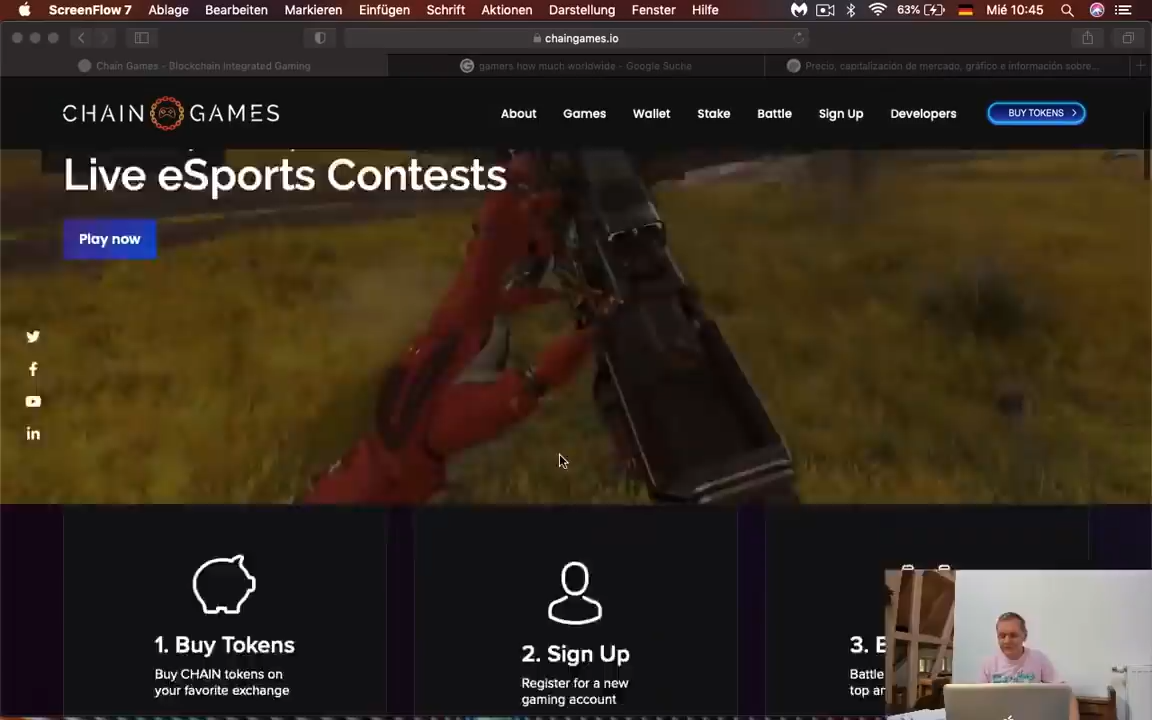 ScreenFlow 7 Ablage Bearbeiten Markieren Einfügen Schrift Aktionen Darstellung Fenster Hilfe 63% Mié 10:45
chaingames.io
Chain Games - Blockchain Integrated Gaming gamers how much worldwide - Google Suche Precio, capitalización de mercado, gráfico e información sobre...
CHAIN GAMES About Games Wallet Stake Battle Sign Up Developers BUY TOKENS
Live eSports Contests
Play now
1. Buy Tokens
Buy CHAIN tokens on
your favorite exchange
2. Sign Up
Register for a new
gaming account
3.
Battle